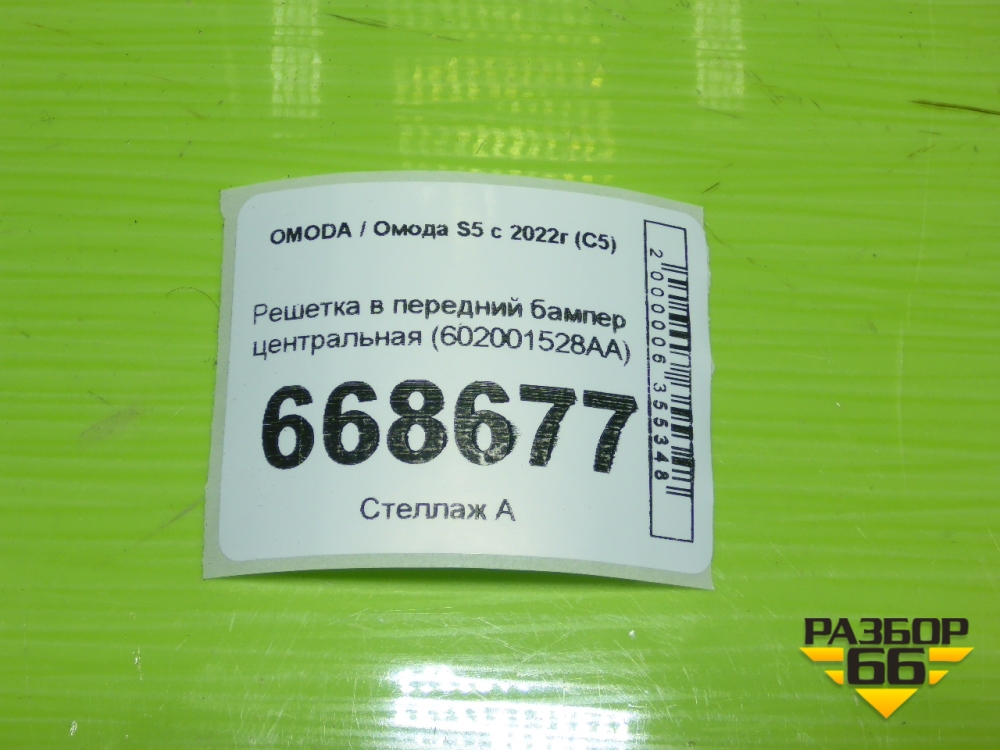 OMODA / Омода S5 с 2022г (C5)
Решетка в передний бампер
центральная (602001528AA)
668677
Стеллаж А
2000006355348
РАЗБОР
66